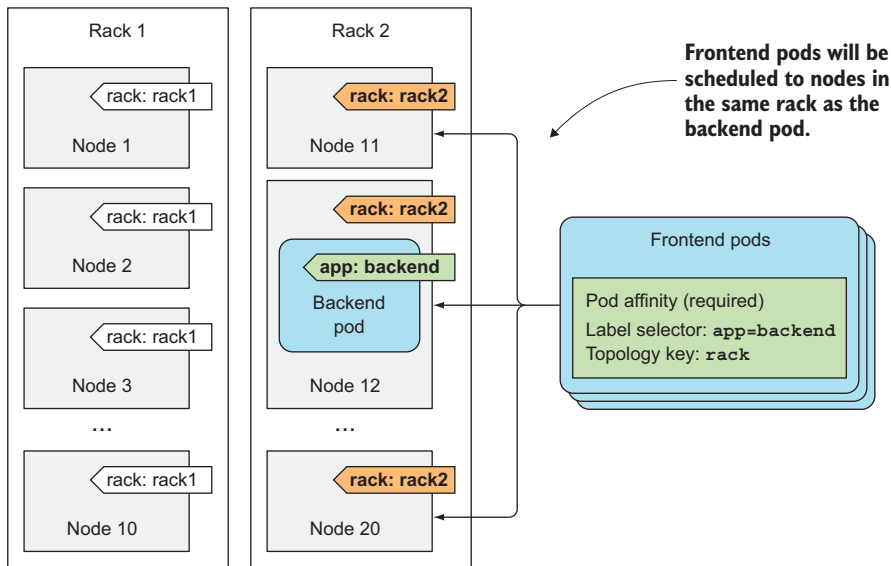 Rack 1
rack: rack1
Node 1
rack: rack1
Node 2
rack: rack1
Node 3
...
rack: rack1
Node 10
Rack 2
rack: rack2
Node 11
rack: rack2
app: backend
Backend
pod
Node 12
...
rack: rack2
Node 20
Frontend pods will be
scheduled to nodes in
the same rack as the
backend pod.
Frontend pods
Pod affinity (required)
Label selector: app=backend
Topology key: rack